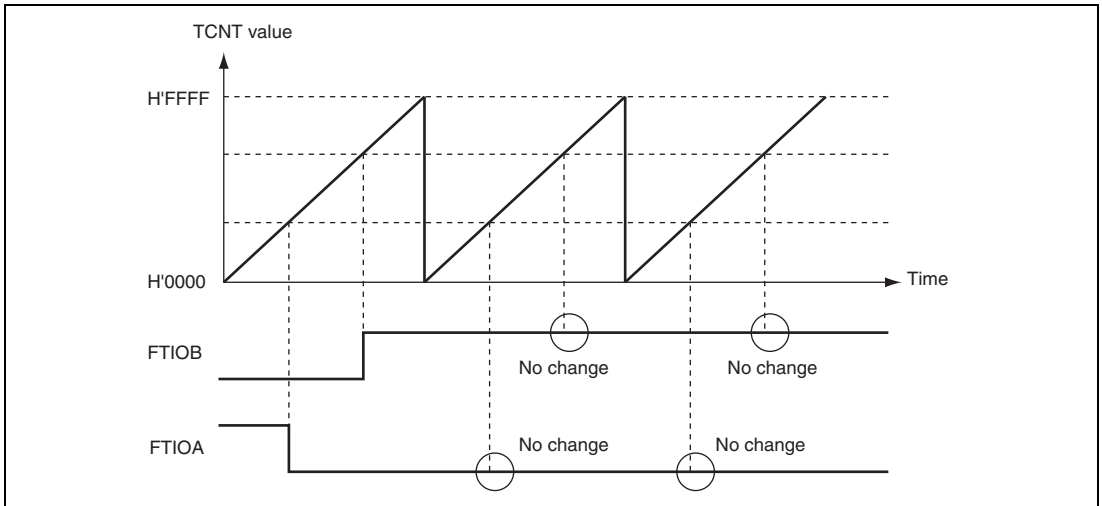 TCNT value
H'FFFF
H'0000
Time
FTIOB
No change
No change
FTIOA
No change
No change